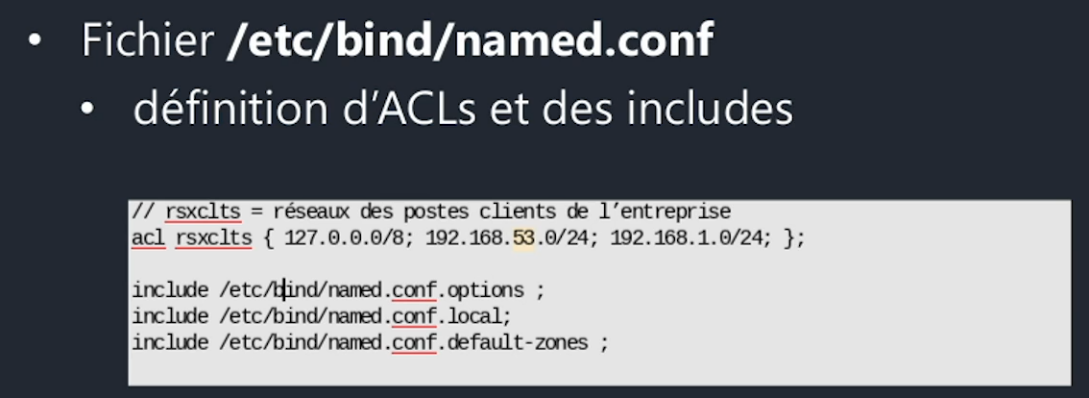 • Fichier /etc/bind/named.conf
• définition d’ACLs et des includes
// rsxclts = réseaux des postes clients de l’entreprise
acl rsxclts { 127.0.0.0/8; 192.168.53.0/24; 192.168.1.0/24; };
include /etc/bind/named.conf.options ;
include /etc/bind/named.conf.local;
include /etc/bind/named.conf.default-zones ;